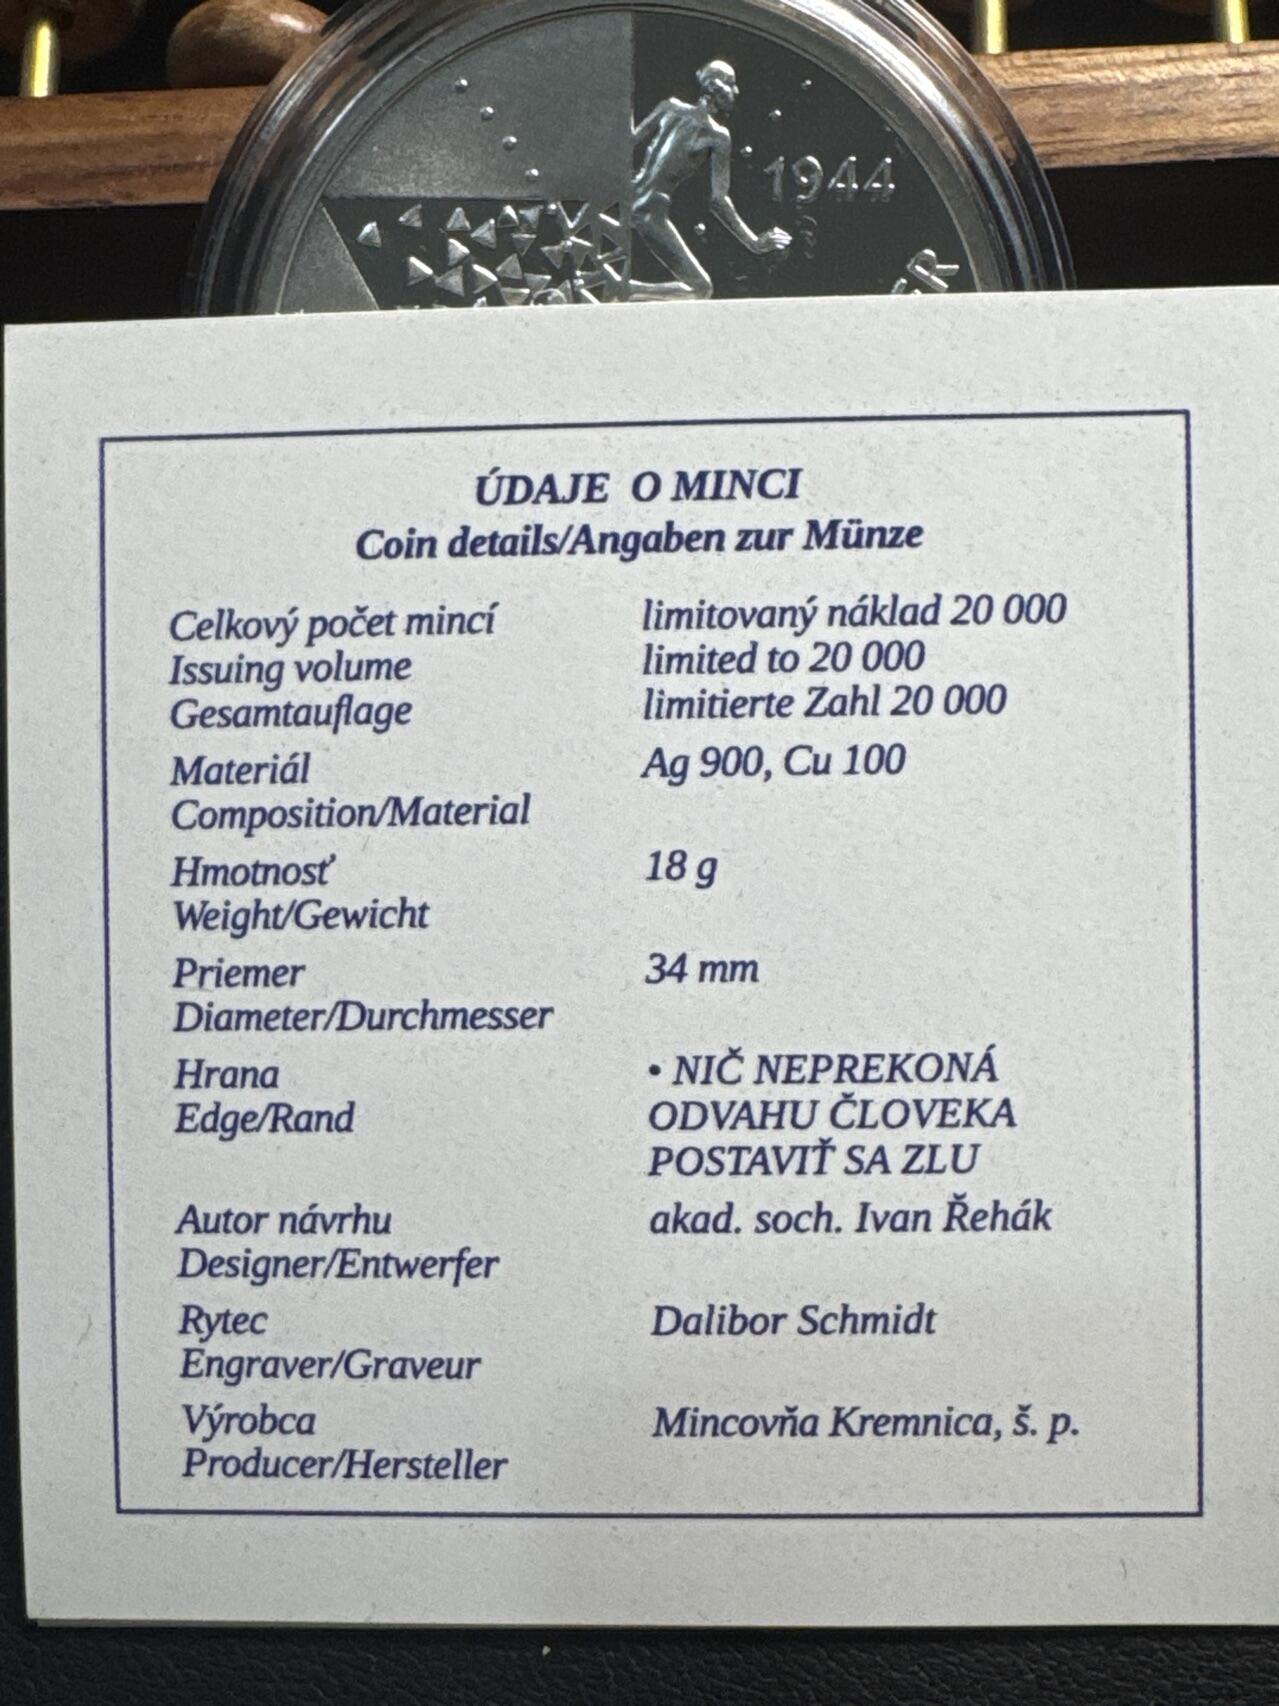 1944
ÚDAJE O MINCI
Coin details/Angaben zur Münze
Celkový počet mincí limitovaný náklad 20 000
Issuing volume limited to 20 000
Gesamtauflage limitierte Zahl 20 000
Materiál Ag 900, Cu 100
Composition/Material
Hmotnosť 18 g
Weight/Gewicht
Priemer 34 mm
Diameter/Durchmesser
Hrana • NIČ NEPREKONÁ
Edge/Rand ODVAHU ČLOVEKA
POSTAVIŤ SA ZLU
Autor návrhu akad. soch. Ivan Řehák
Designer/Entwerfer
Rytec Dalibor Schmidt
Engraver/Graveur
Výrobca Mincovňa Kremnica, š. p.
Producer/Hersteller